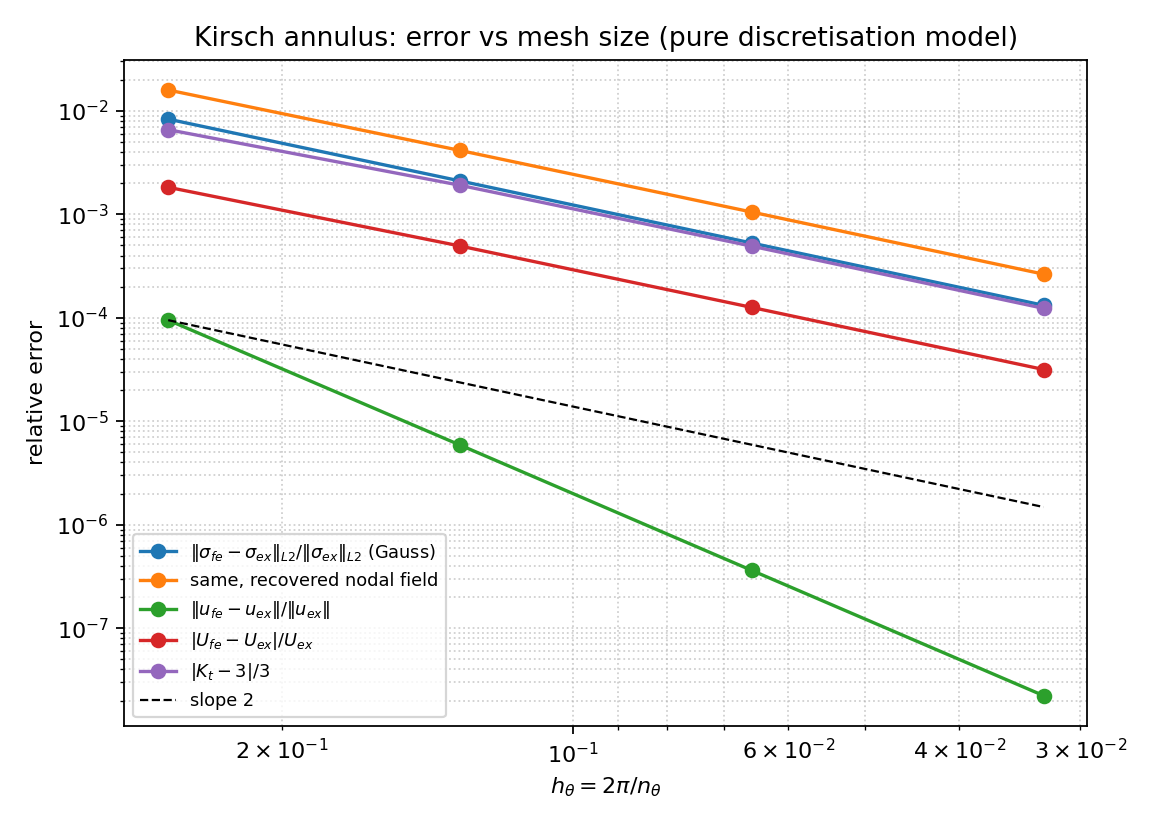 Kirsch annulus: error vs mesh size (pure discretisation model)
relative error
10⁻²
10⁻³
10⁻⁴
10⁻⁵
10⁻⁶
10⁻⁷
‖σ_fe − σ_ex‖_L2/‖σ_ex‖_L2 (Gauss)
same, recovered nodal field
‖u_fe − u_ex‖/‖u_ex‖
|U_fe − U_ex|/U_ex
|K_t − 3|/3
slope 2
2 × 10⁻¹ 10⁻¹ 6 × 10⁻² 4 × 10⁻² 3 × 10⁻²
h_θ = 2π/n_θ